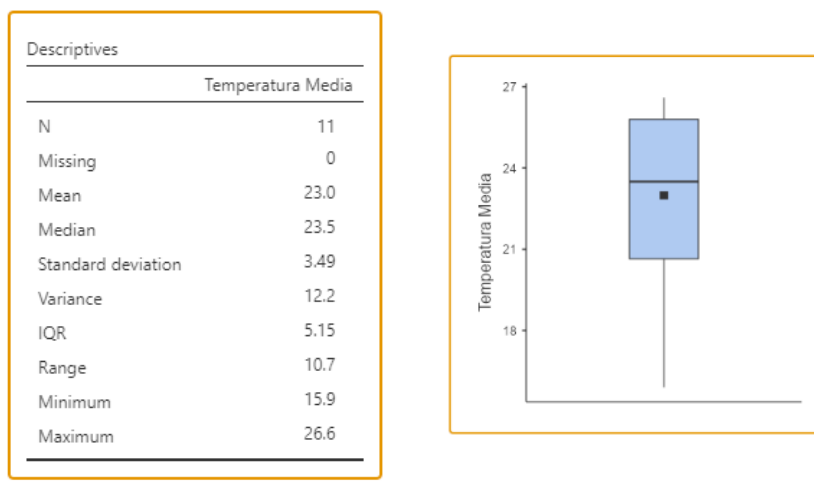 Descriptives
Temperatura Media
N 11
Missing 0
Mean 23.0
Median 23.5
Standard deviation 3.49
Variance 12.2
IQR 5.15
Range 10.7
Minimum 15.9
Maximum 26.6
27
24
21
18
Temperatura Media